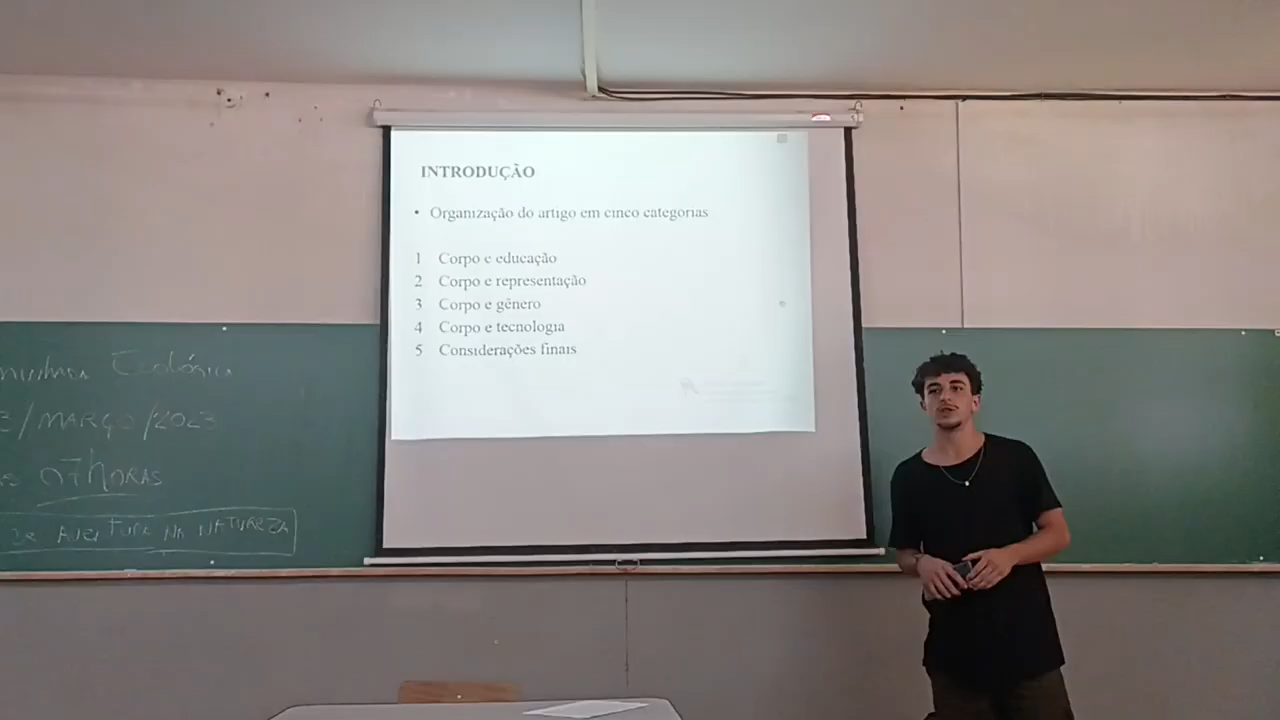 INTRODUÇÃO
• Organização do artigo em cinco categorias
1 Corpo e educação
2 Corpo e representação
3 Corpo e gênero
4 Corpo e tecnologia
5 Considerações finais
Ecológica
/MARÇO/2023
07 HORAS
NA NATUREZA